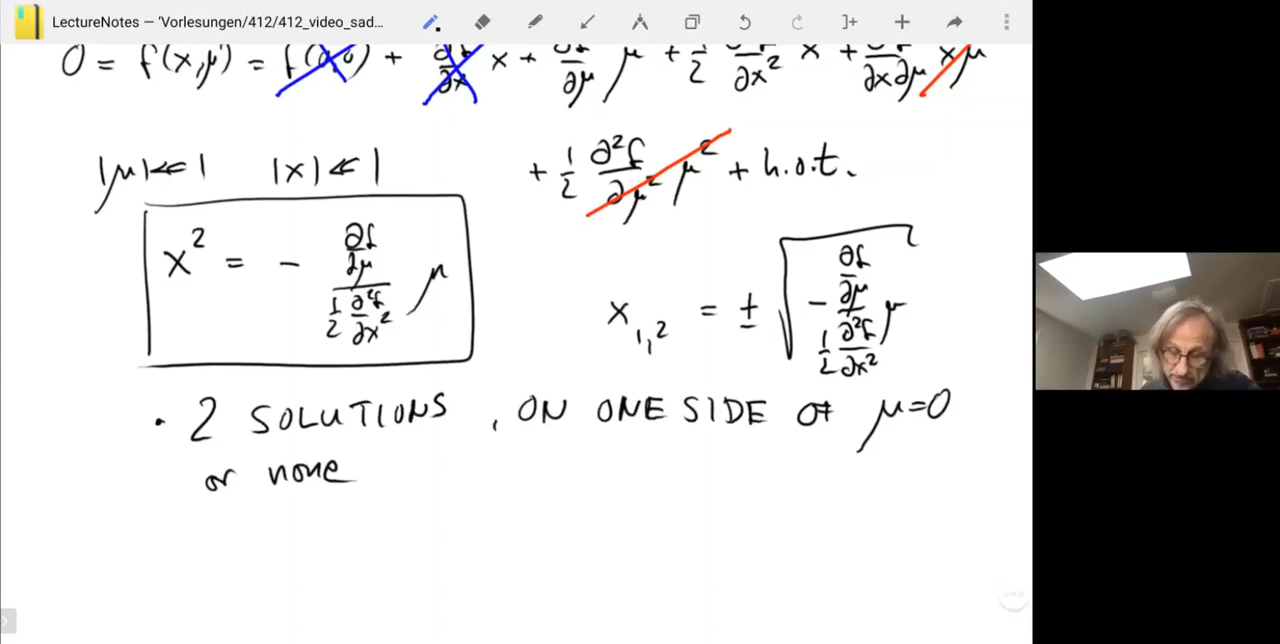 LectureNotes — ‘Vorlesungen/412/412_video_sad...
0 = f(x,μ) = f(0,0) + ∂f/∂x x + ∂f/∂μ μ + 1/2 ∂²f/∂x² x + ∂²f/∂x∂μ xμ
|μ| ≪ 1 |x| ≪ 1 + 1/2 ∂²f/∂μ² μ² + h.o.t.
x² = - (∂f/∂μ)/(1/2 ∂²f/∂x²) μ
x₁,₂ = ± √(- (∂f/∂μ)/(1/2 ∂²f/∂x²) μ)
· 2 SOLUTIONS, ON ONE SIDE of μ=0
or none